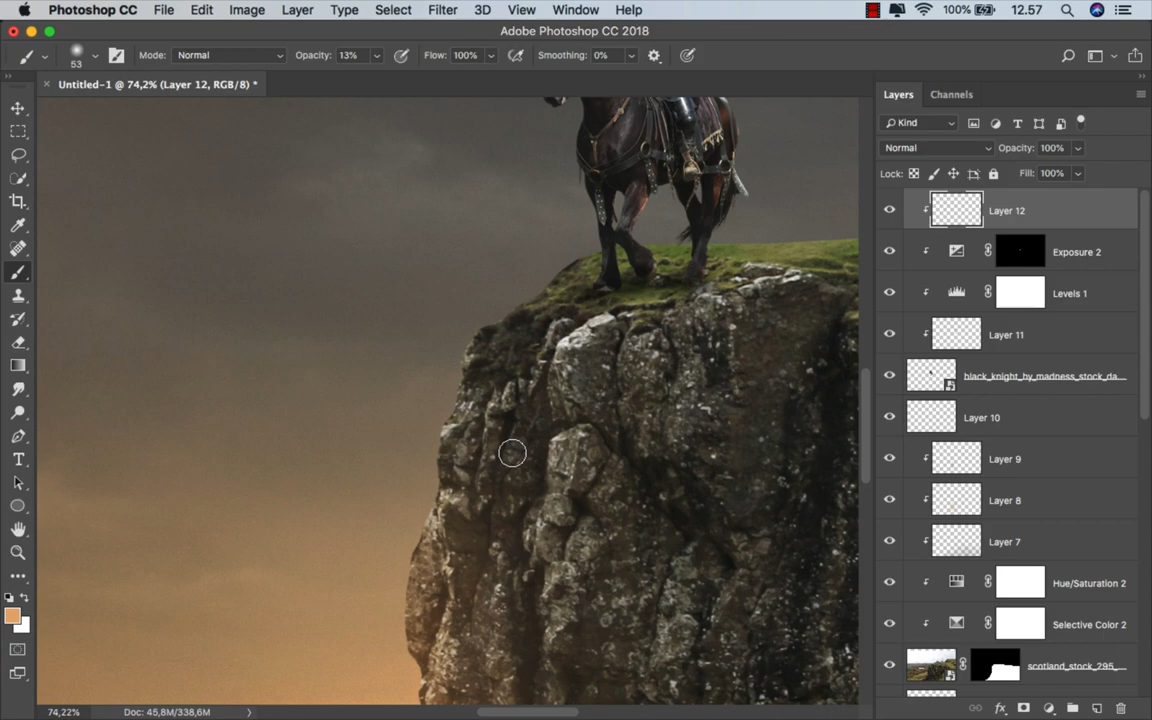 Photoshop CC File Edit Image Layer Type Select Filter 3D View Window Help 100% 12.57
Adobe Photoshop CC 2018
53 Mode: Normal Opacity: 13% Flow: 100% Smoothing: 0%
Untitled-1 @ 74,2% (Layer 12, RGB/8) *
Layers Channels
Kind
Normal Opacity: 100%
Lock: Fill: 100%
Layer 12
Exposure 2
Levels 1
Layer 11
black_knight_by_madness_stock_da...
Layer 10
Layer 9
Layer 8
Layer 7
Hue/Saturation 2
Selective Color 2
scotland_stock_295_...
74,22% Doc: 45,8M/338,6M